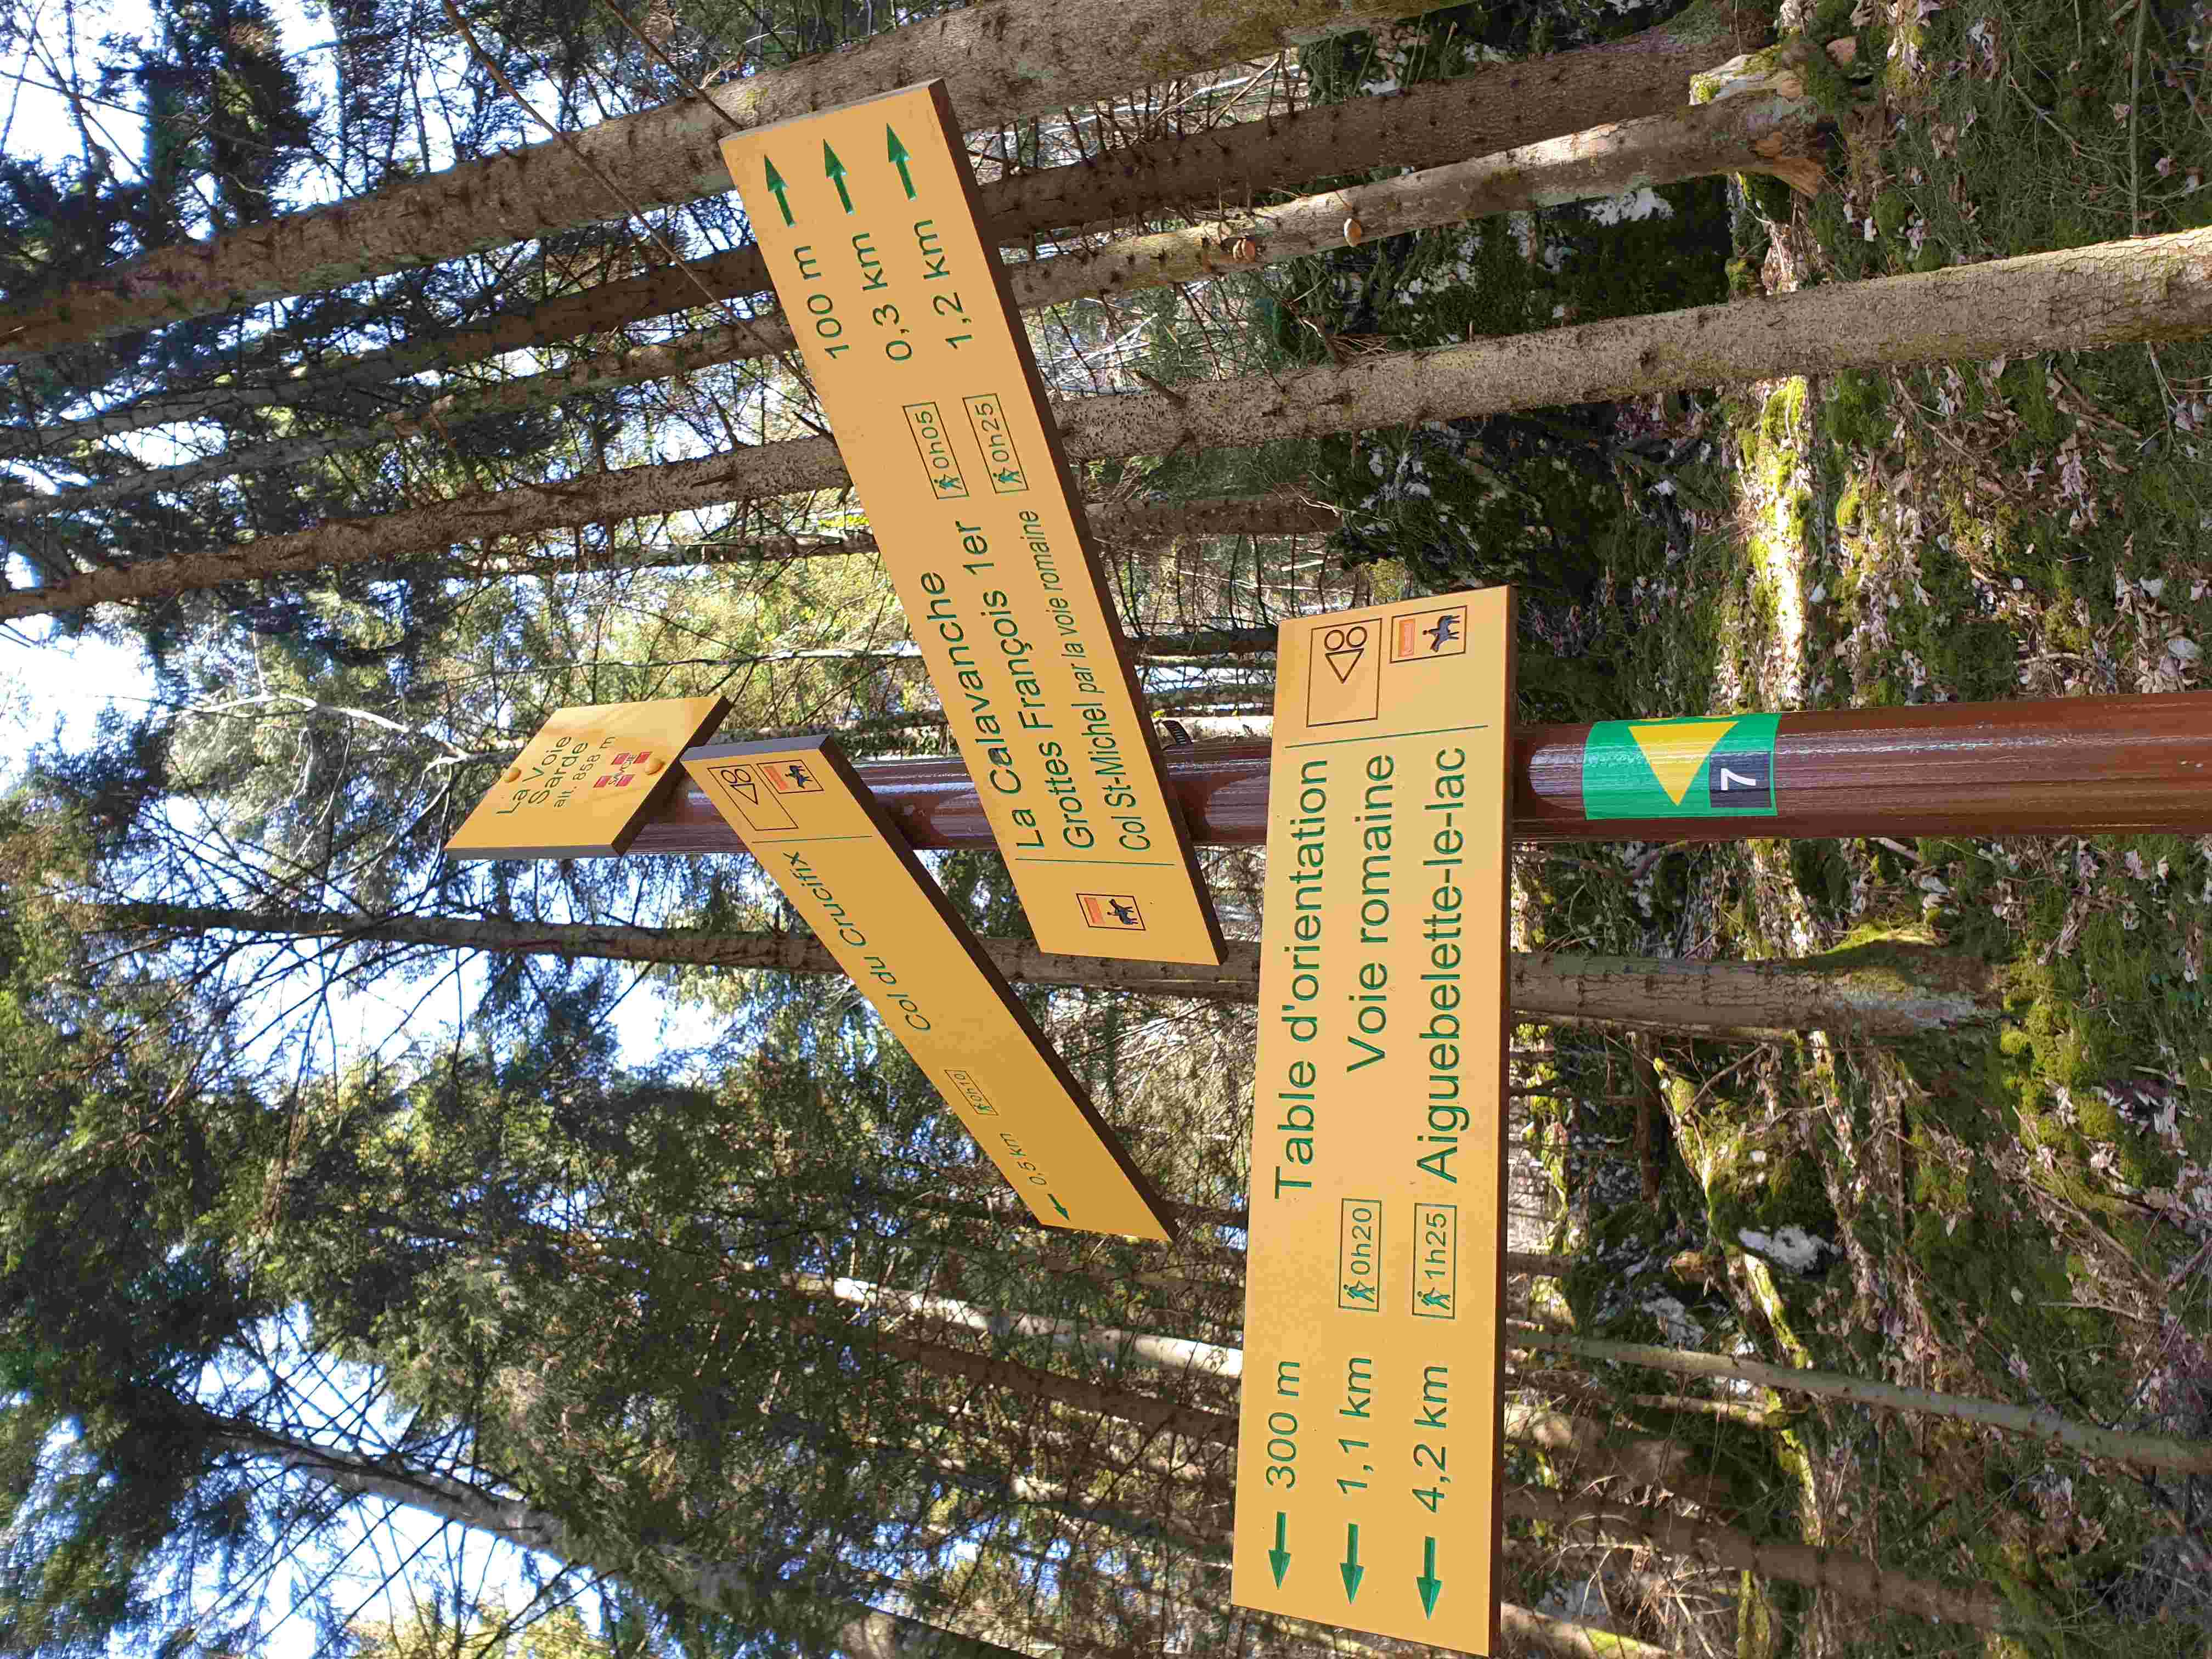 La Voie
Sarde
alt. 858 m
SAVOIE
Col du Crucifix
0,5 km 0h10
La Calavanche 100 m
Grottes François 1er 0h05 0,3 km
Col St-Michel par la voie romaine 0h25 1,2 km
300 m Table d'orientation
1,1 km 0h20 Voie romaine
4,2 km 1h25 Aiguebelette-le-lac
7